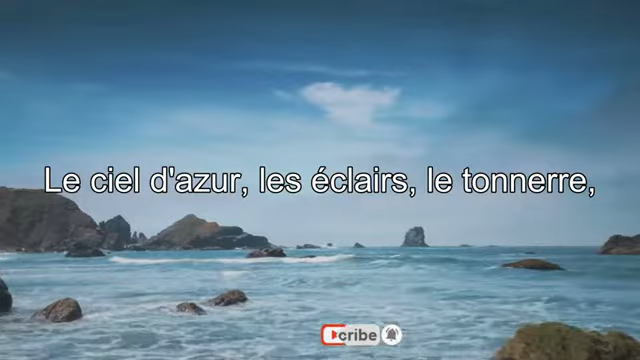 Le ciel d'azur, les éclairs, le tonnerre,
cribe